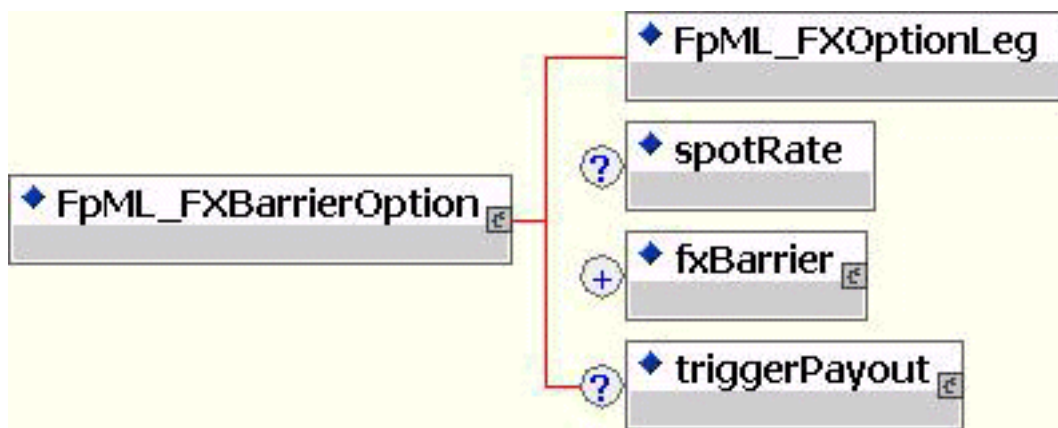 FpML_FXOptionLeg
?
spotRate
FpML_FXBarrierOption
+
fxBarrier
?
triggerPayout